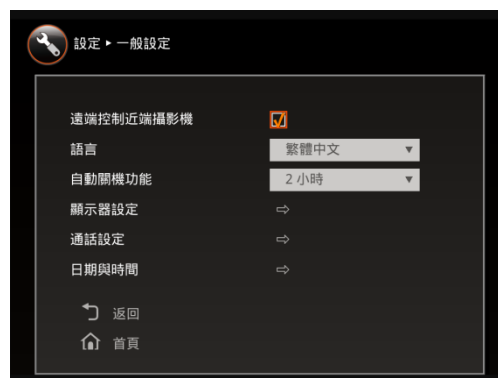 設定 ▸ 一般設定
遠端控制近端攝影機
語言 繁體中文
自動關機功能 2 小時
顯示器設定
通話設定
日期與時間
返回
首頁